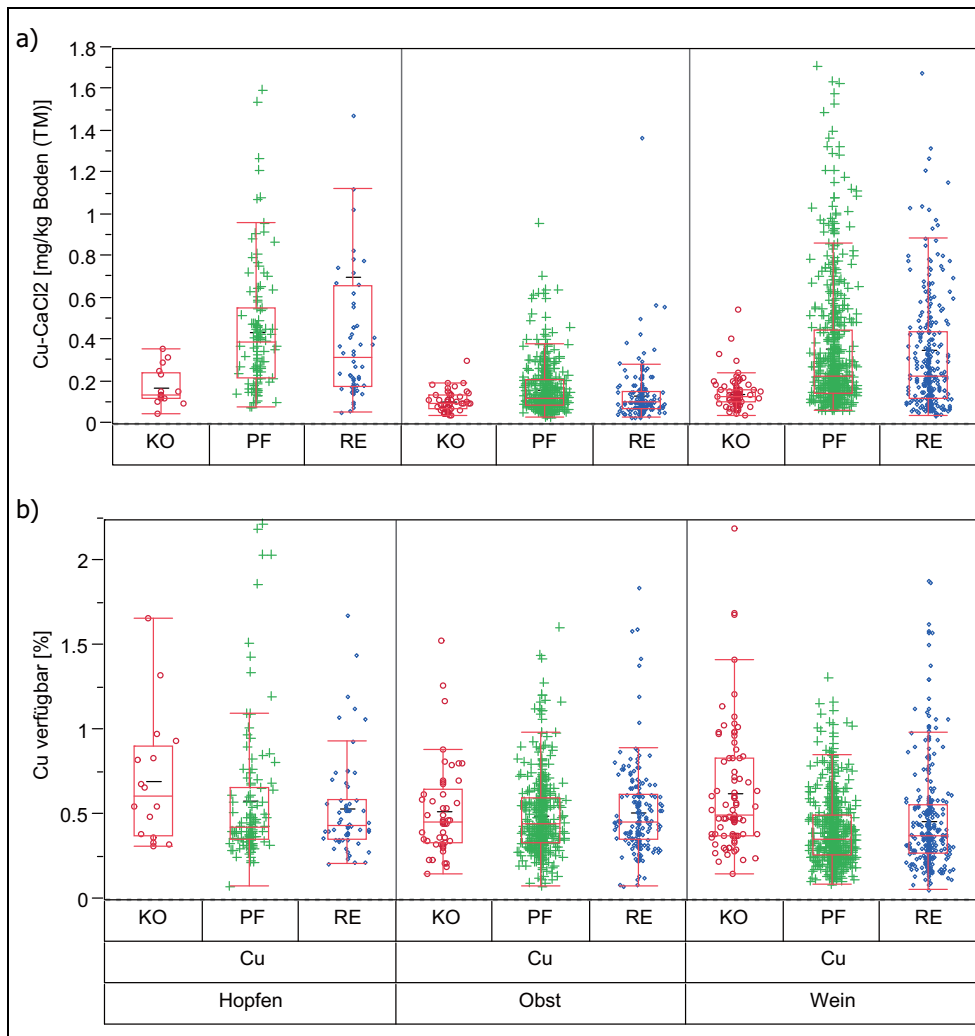 a)
Cu-CaCl2 [mg/kg Boden (TM)]
1.8
1.6
1.4
1.2
1
0.8
0.6
0.4
0.2
0
KO PF RE KO PF RE KO PF RE
b)
Cu verfügbar [%]
2
1.5
1
0.5
0
KO PF RE KO PF RE KO PF RE
Cu Cu Cu
Hopfen Obst Wein